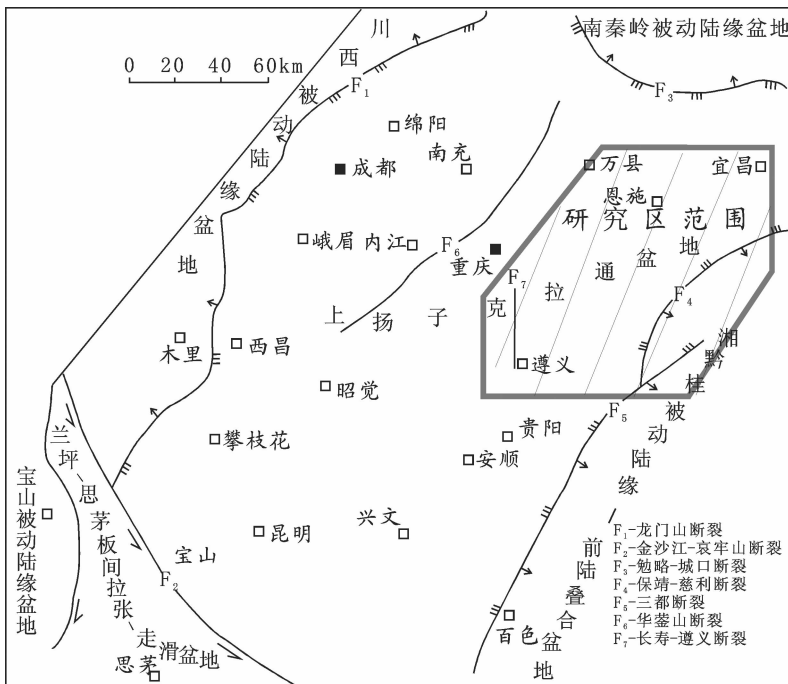 川西被动陆缘盆地
南秦岭被动陆缘盆地
0 20 40 60km
F₁
F₃
绵阳
成都
南充
万县
宜昌
恩施
研究区范围
峨眉
内江
F₆
重庆
F₇
上扬子克拉通盆地
F₄
木里
西昌
遵义
昭觉
湘黔桂被动陆缘
F₅
前陆叠合盆地
攀枝花
贵阳
安顺
兰坪-思茅板间拉张-走滑盆地
宝山被动陆缘盆地
昆明
兴文
宝山
F₂
百色
思茅
F₁-龙门山断裂
F₂-金沙江-哀牢山断裂
F₃-勉略-城口断裂
F₄-保靖-慈利断裂
F₅-三都断裂
F₆-华蓥山断裂
F₇-长寿-遵义断裂